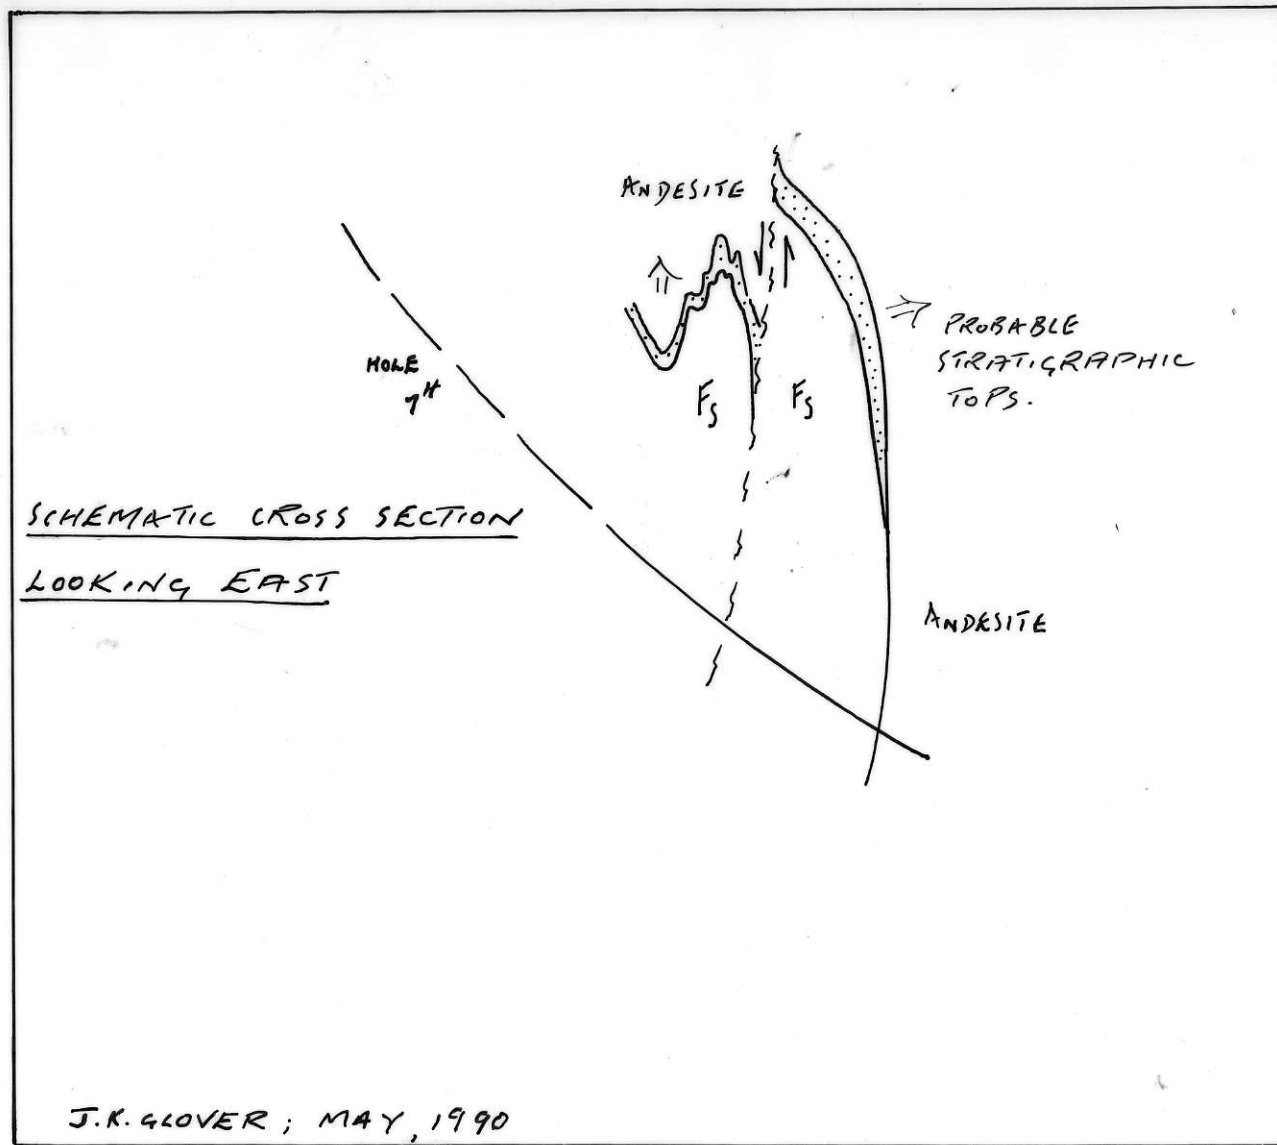 ANDESITE
HOLE
7H
Fs
Fs
PROBABLE
STRATIGRAPHIC
TOPS.
SCHEMATIC CROSS SECTION
LOOKING EAST
ANDESITE
J.K. GLOVER; MAY, 1990